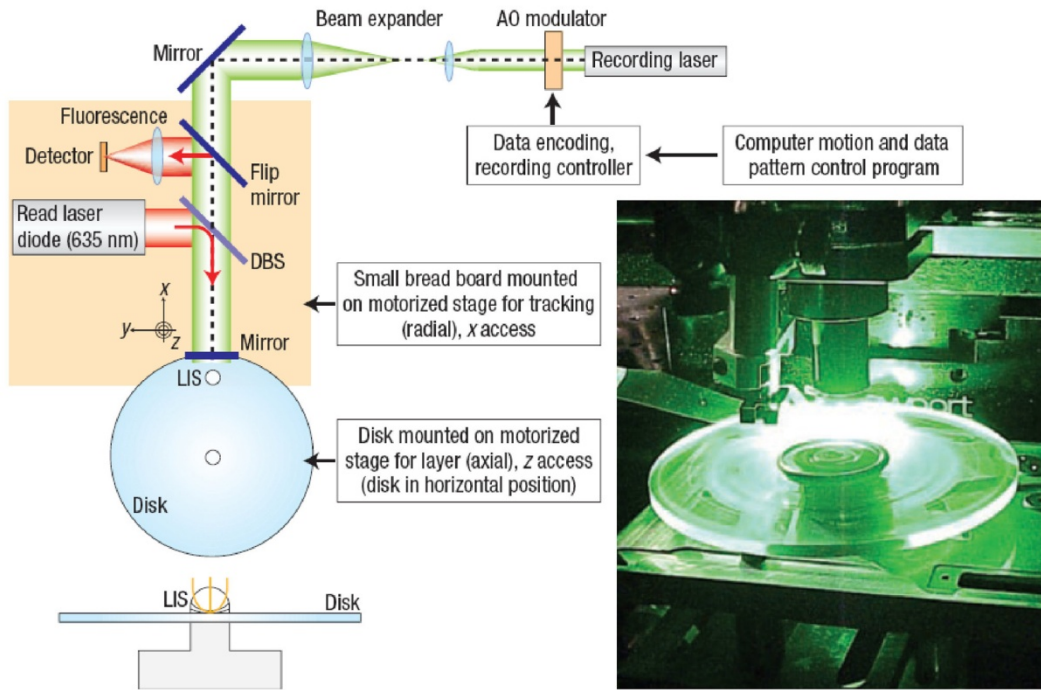 Beam expander
AO modulator
Mirror
Recording laser
Fluorescence
Detector
Flip
mirror
Data encoding,
recording controller
Computer motion and data
pattern control program
Read laser
diode (635 nm)
DBS
Small bread board mounted
on motorized stage for tracking
(radial), x access
x
y
z
Mirror
LIS
Disk mounted on motorized
stage for layer (axial), z access
(disk in horizontal position)
Disk
LIS
Disk